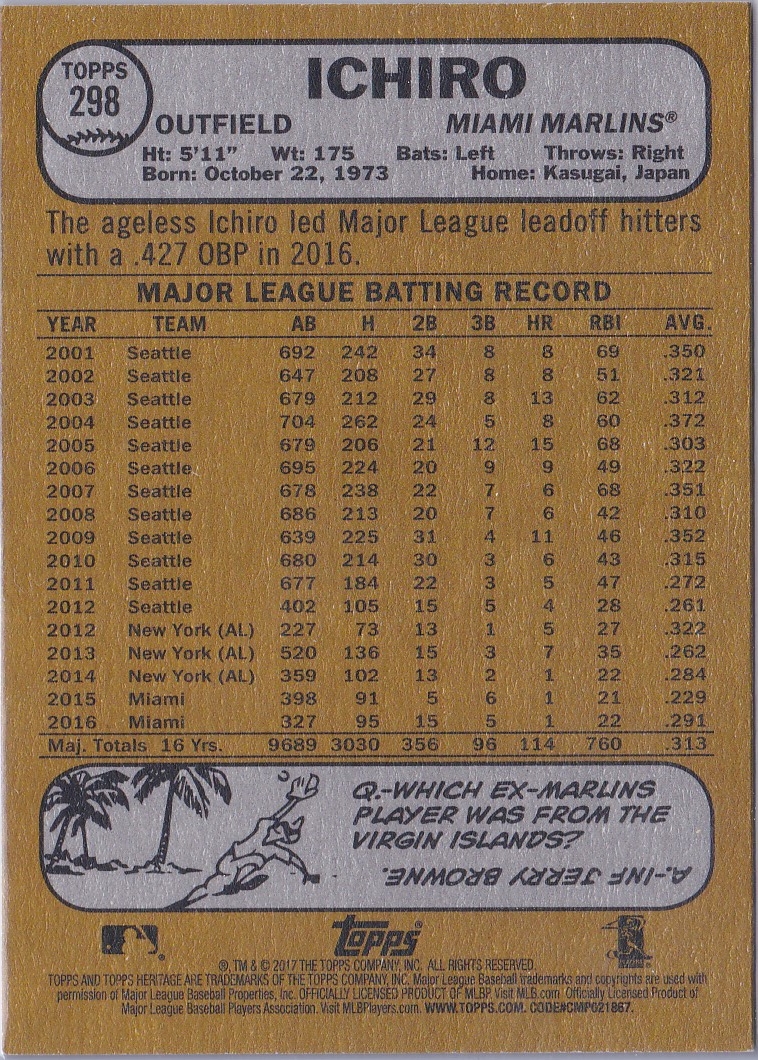 TOPPS
298
ICHIRO
OUTFIELD MIAMI MARLINS®
Ht: 5'11" Wt: 175 Bats: Left Throws: Right
Born: October 22, 1973 Home: Kasugai, Japan
The ageless Ichiro led Major League leadoff hitters
with a .427 OBP in 2016.
MAJOR LEAGUE BATTING RECORD
YEAR TEAM AB H 2B 3B HR RBI AVG.
2001 Seattle 692 242 34 8 8 69 .350
2002 Seattle 647 208 27 8 8 51 .321
2003 Seattle 679 212 29 8 13 62 .312
2004 Seattle 704 262 24 5 8 60 .372
2005 Seattle 679 206 21 12 15 68 .303
2006 Seattle 695 224 20 9 9 49 .322
2007 Seattle 678 238 22 7 6 68 .351
2008 Seattle 686 213 20 7 6 42 .310
2009 Seattle 639 225 31 4 11 46 .352
2010 Seattle 680 214 30 3 6 43 .315
2011 Seattle 677 184 22 3 5 47 .272
2012 Seattle 402 105 15 5 4 28 .261
2012 New York (AL) 227 73 13 1 5 27 .322
2013 New York (AL) 520 136 15 3 7 35 .262
2014 New York (AL) 359 102 13 2 1 22 .284
2015 Miami 398 91 5 6 1 21 .229
2016 Miami 327 95 15 5 1 22 .291
Maj. Totals 16 Yrs. 9689 3030 356 96 114 760 .313
Q.-WHICH EX-MARLINS
PLAYER WAS FROM THE
VIRGIN ISLANDS?
A.-INF JERRY BROWNE.
topps®
®, TM & © 2017 THE TOPPS COMPANY, INC. ALL RIGHTS RESERVED.
TOPPS AND TOPPS HERITAGE ARE TRADEMARKS OF THE TOPPS COMPANY, INC. Major League Baseball trademarks and copyrights are used with
permission of Major League Baseball Properties, Inc. OFFICIALLY LICENSED PRODUCT OF MLBP. Visit MLB.com. Officially Licensed Product of
Major League Baseball Players Association. Visit MLBPlayers.com. WWW.TOPPS.COM. CODE#CMP021867.